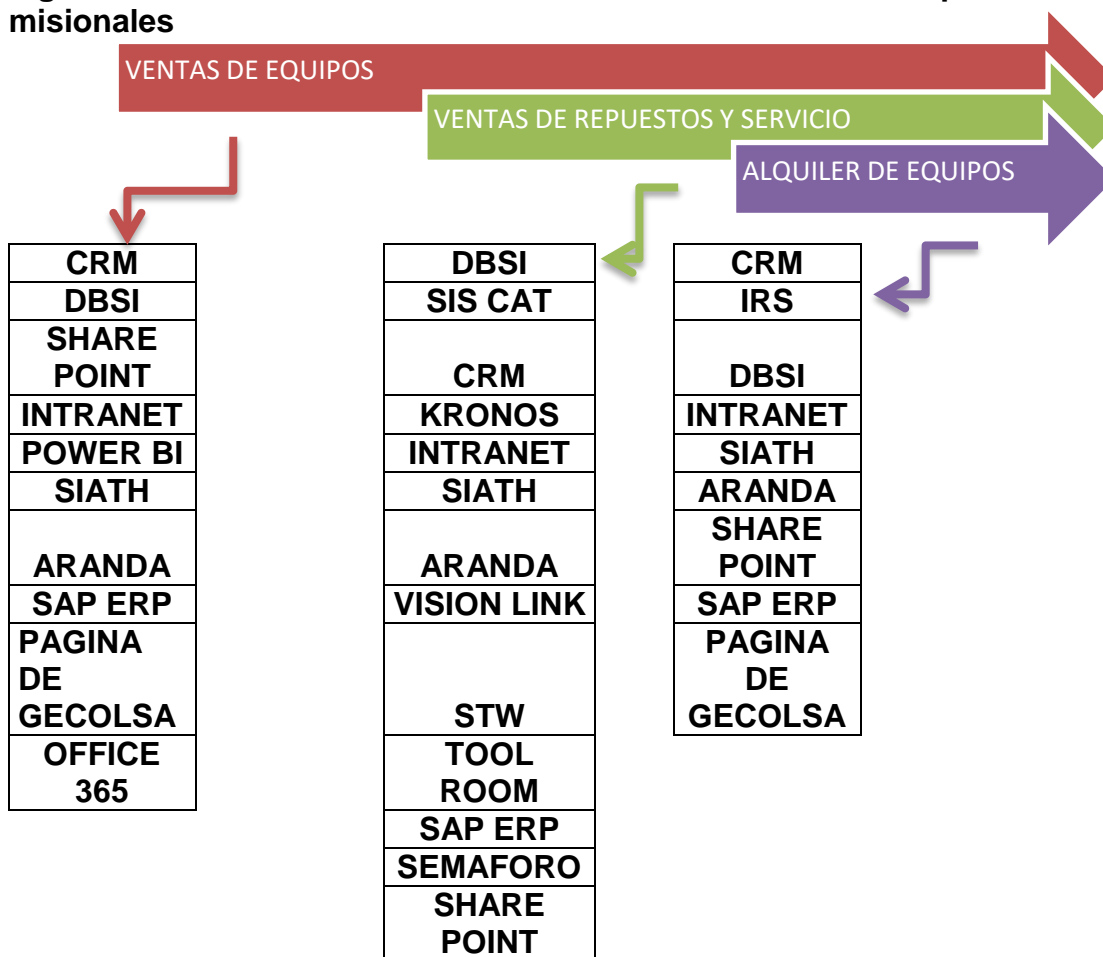 misionales
VENTAS DE EQUIPOS
VENTAS DE REPUESTOS Y SERVICIO
ALQUILER DE EQUIPOS
CRM
DBSI
SHARE
POINT
INTRANET
POWER BI
SIATH
ARANDA
SAP ERP
PAGINA
DE
GECOLSA
OFFICE
365
DBSI
SIS CAT
CRM
KRONOS
INTRANET
SIATH
ARANDA
VISION LINK
STW
TOOL
ROOM
SAP ERP
SEMAFORO
SHARE
POINT
CRM
IRS
DBSI
INTRANET
SIATH
ARANDA
SHARE
POINT
SAP ERP
PAGINA
DE
GECOLSA